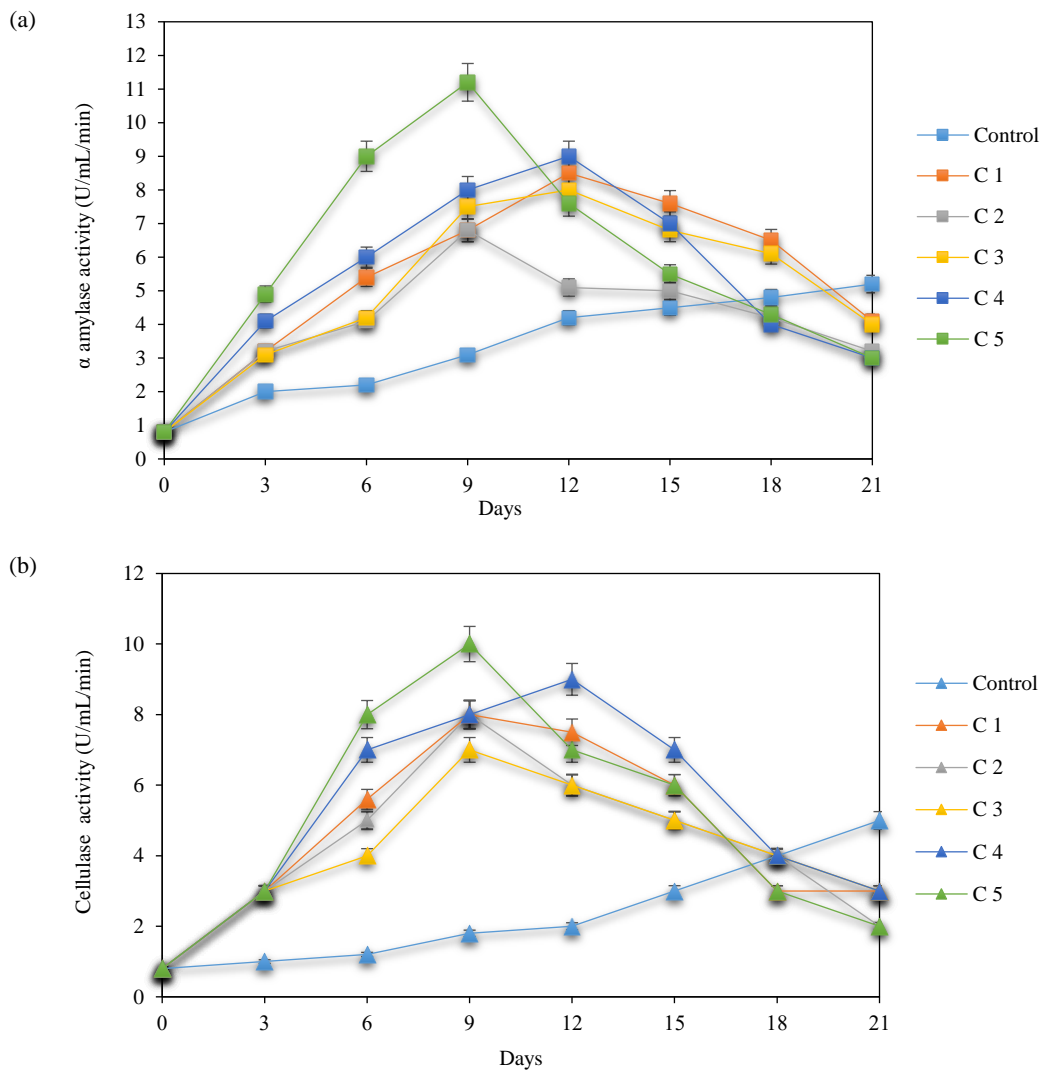 (a)
α amylase activity (U/mL/min)
13
12
11
10
9
8
7
6
5
4
3
2
1
0
0 3 6 9 12 15 18 21
Days
Control
C 1
C 2
C 3
C 4
C 5
(b)
Cellulase activity (U/mL/min)
12
10
8
6
4
2
0
0 3 6 9 12 15 18 21
Days
Control
C 1
C 2
C 3
C 4
C 5